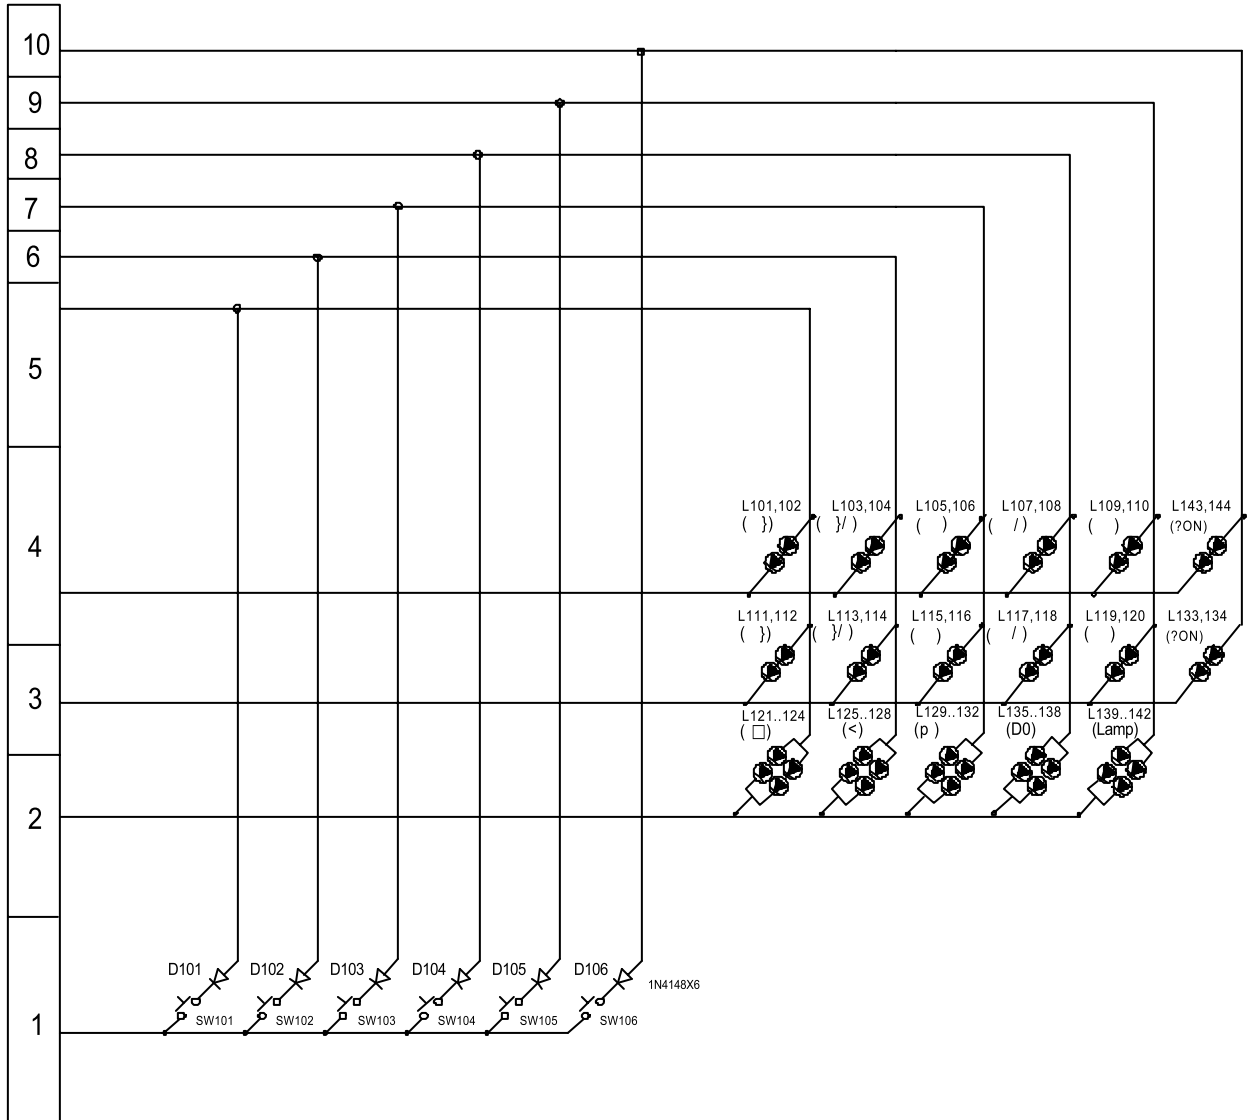 10
9
8
7
6
5
4
3
2
1
L101,102 L103,104 L105,106 L107,108 L109,110 L143,144
( }) ( }/ ) ( ) ( / ) ( ) (?ON)
L111,112 L113,114 L115,116 L117,118 L119,120 L133,134
( }) ( }/ ) ( ) ( / ) ( ) (?ON)
L121..124 L125..128 L129..132 L135..138 L139..142
( □) (<) (p ) (D0) (Lamp)
D101 D102 D103 D104 D105 D106
1N4148X6
SW101 SW102 SW103 SW104 SW105 SW106